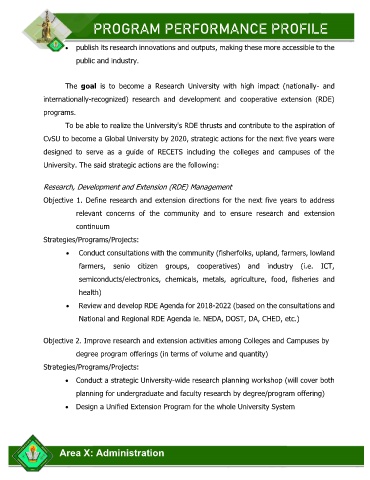 PROGRAM PERFORMANCE PROFILE
• publish its research innovations and outputs, making these more accessible to the
public and industry.
The goal is to become a Research University with high impact (nationally- and
internationally-recognized) research and development and cooperative extension (RDE)
programs.
To be able to realize the University's RDE thrusts and contribute to the aspiration of
CvSU to become a Global University by 2020, strategic actions for the next five years were
designed to serve as a guide of RECETS including the colleges and campuses of the
University. The said strategic actions are the following:
Research, Development and Extension (RDE) Management
Objective 1. Define research and extension directions for the next five years to address
relevant concerns of the community and to ensure research and extension
continuum
Strategies/Programs/Projects:
• Conduct consultations with the community (fisherfolks, upland, farmers, lowland
farmers, senio citizen groups, cooperatives) and industry (i.e. ICT,
semiconducts/electronics, chemicals, metals, agriculture, food, fisheries and
health)
• Review and develop RDE Agenda for 2018-2022 (based on the consultations and
National and Regional RDE Agenda ie. NEDA, DOST, DA, CHED, etc.)
Objective 2. Improve research and extension activities among Colleges and Campuses by
degree program offerings (in terms of volume and quantity)
Strategies/Programs/Projects:
• Conduct a strategic University-wide research planning workshop (will cover both
planning for undergraduate and faculty research by degree/program offering)
• Design a Unified Extension Program for the whole University System
Area X: Administration